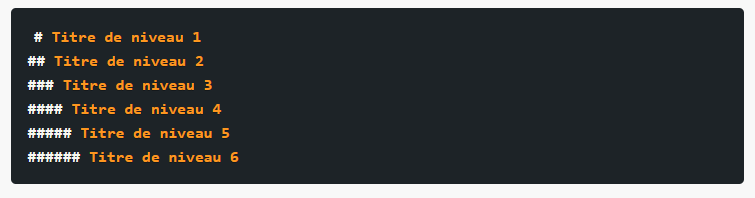 # Titre de niveau 1
## Titre de niveau 2
### Titre de niveau 3
#### Titre de niveau 4
##### Titre de niveau 5
###### Titre de niveau 6